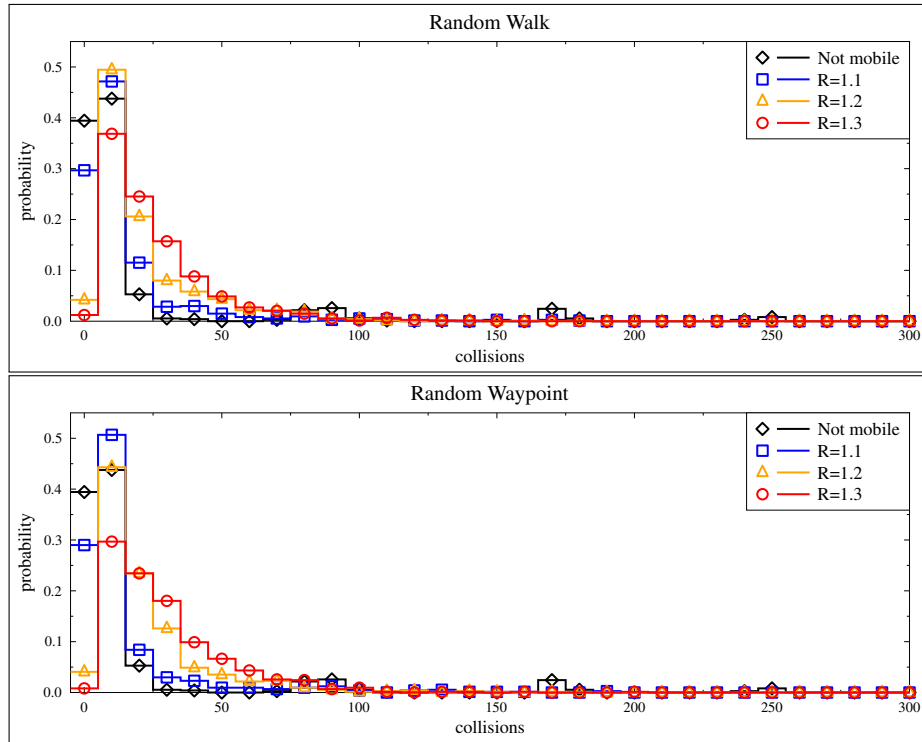 Random Walk
0.5
0.4
0.3
0.2
0.1
0.0
probability
Not mobile
R=1.1
R=1.2
R=1.3
0 50 100 150 200 250 300
collisions
Random Waypoint
0.5
0.4
0.3
0.2
0.1
0.0
probability
Not mobile
R=1.1
R=1.2
R=1.3
0 50 100 150 200 250 300
collisions